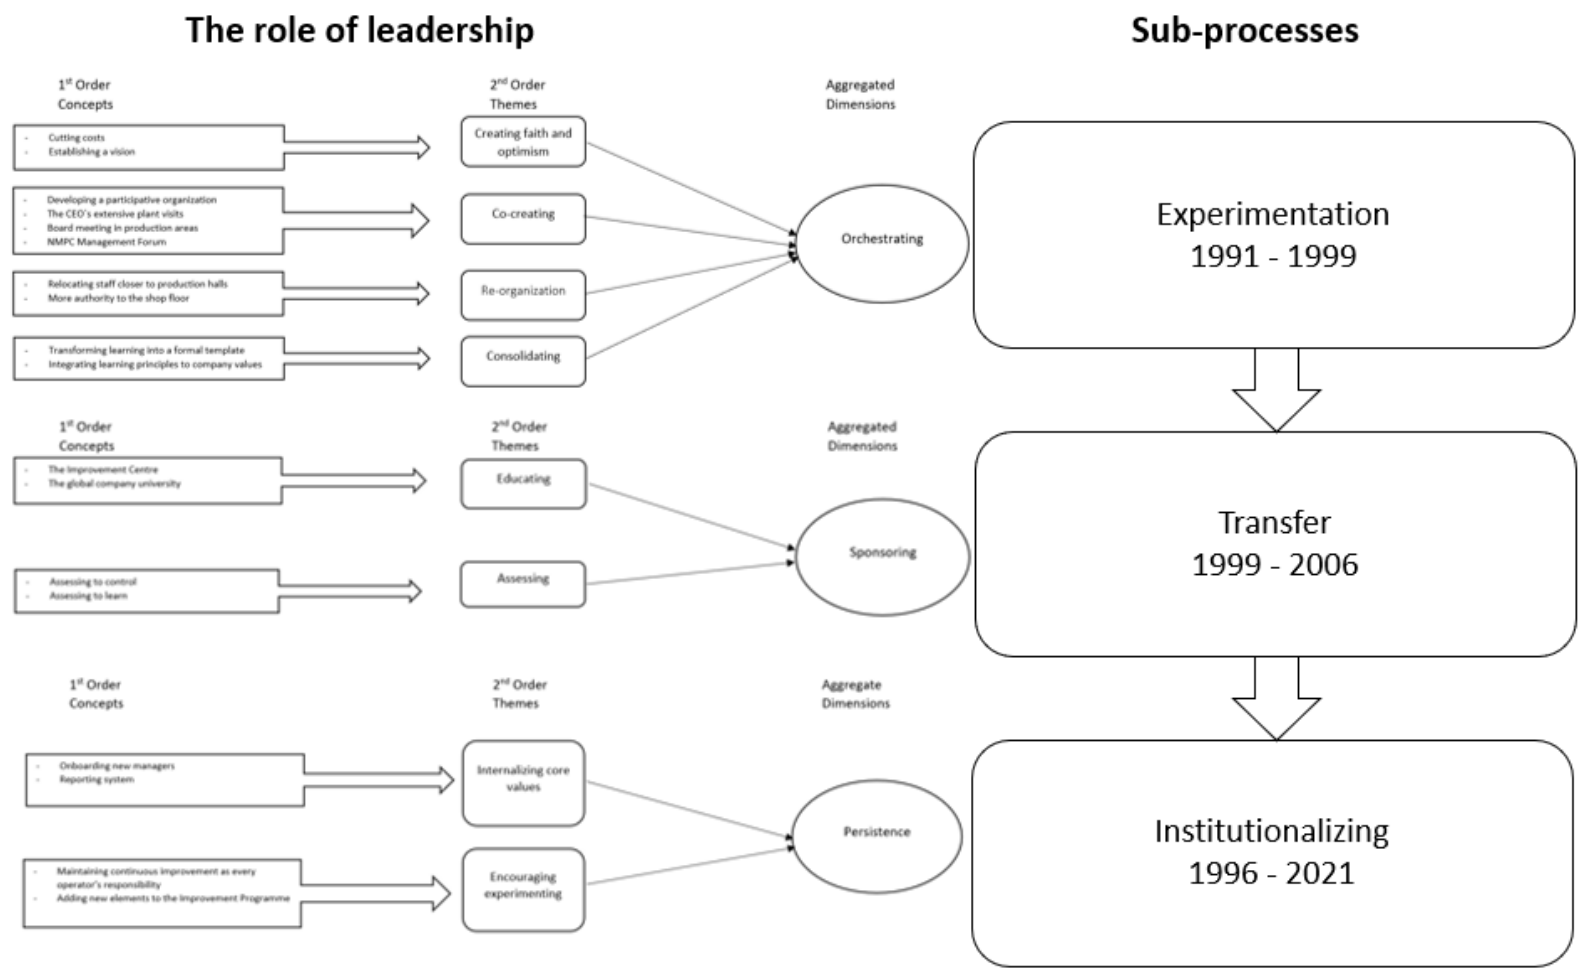 The role of leadership
Sub-processes
1st Order
Concepts
2nd Order
Themes
Aggregated
Dimensions
- Cutting costs
- Establishing a vision
Creating faith and
optimism
- Developing a participative organization
- The CEO's extensive plant visits
- Board meeting in production areas
- NMPC Management Forum
Co-creating
- Relocating staff closer to production halls
- More authority to the shop floor
Re-organization
- Transforming learning into a formal template
- Integrating learning principles to company values
Consolidating
Orchestrating
Experimentation
1991 - 1999
1st Order
Concepts
2nd Order
Themes
Aggregated
Dimensions
- The Improvement Centre
- The global company university
Educating
- Assessing to control
- Assessing to learn
Assessing
Sponsoring
Transfer
1999 - 2006
1st Order
Concepts
2nd Order
Themes
Aggregate
Dimensions
- Onboarding new managers
- Reporting system
Internalizing core
values
- Maintaining continuous improvement as every
operator's responsibility
- Adding new elements to the Improvement Programme
Encouraging
experimenting
Persistence
Institutionalizing
1996 - 2021